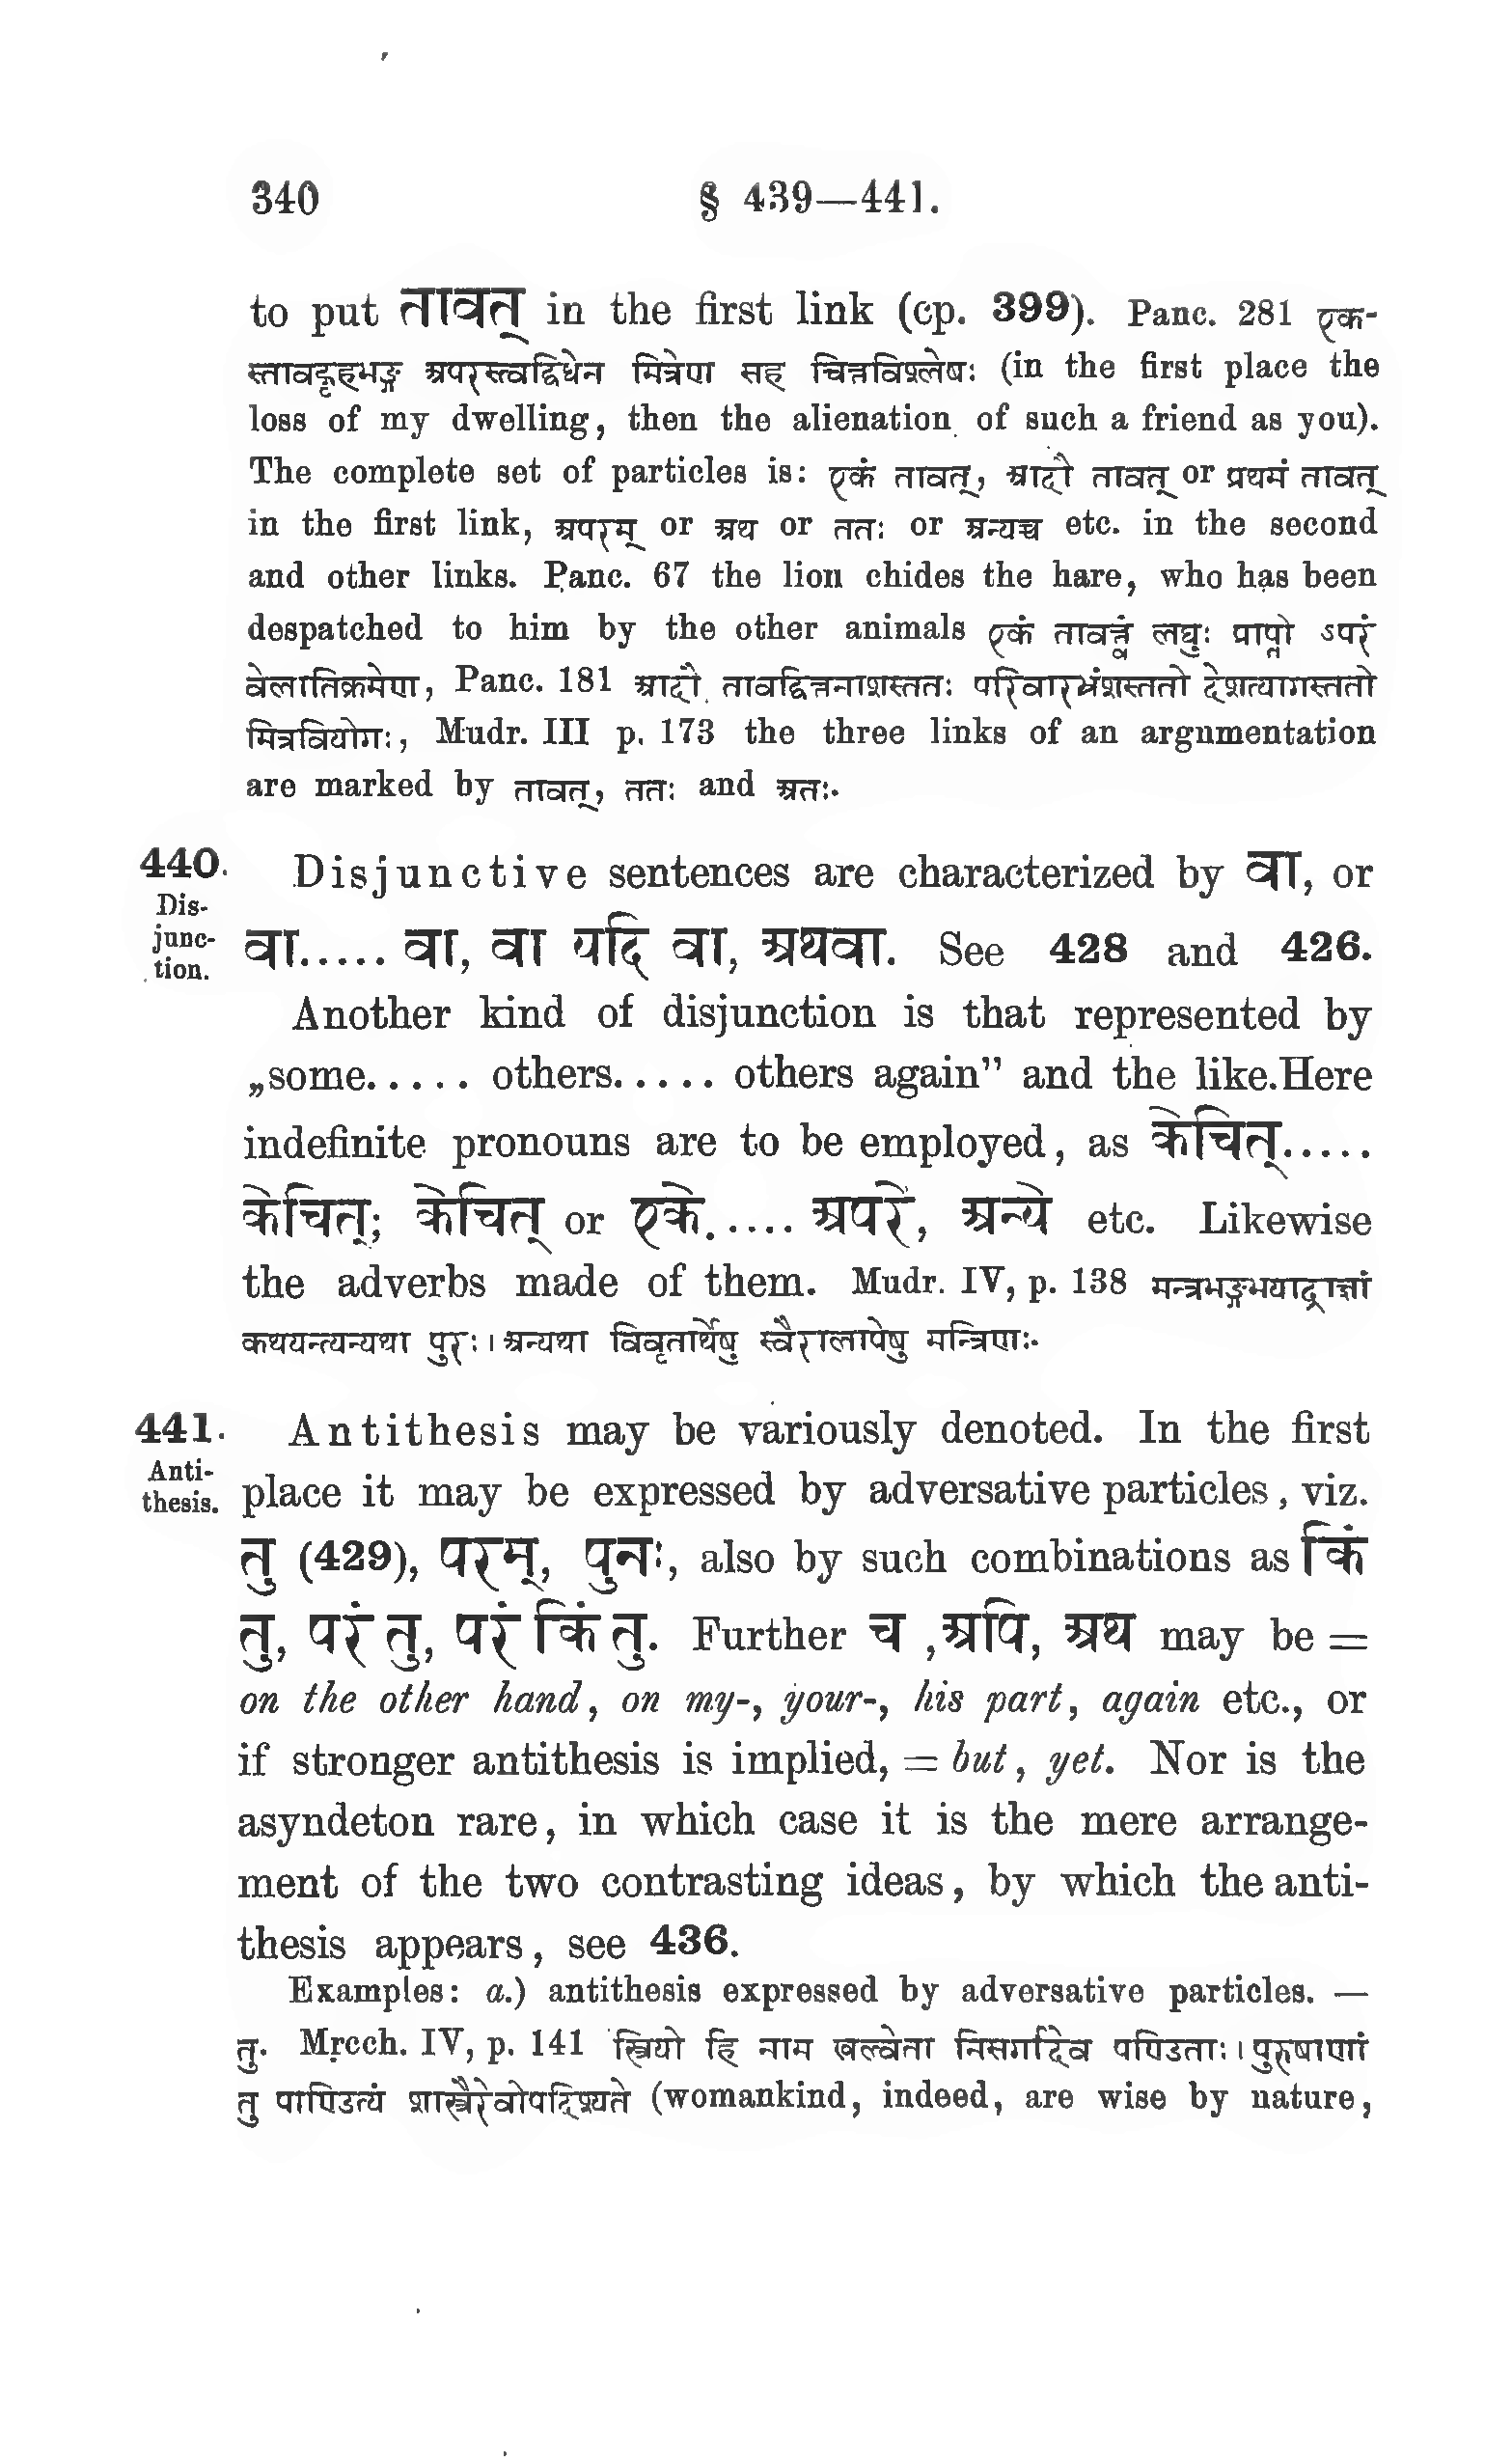 340 § 439—441.
to put तावत् in the first link (cp. 399). Panc. 281 एक-
स्तावद्गृहभङ्ग अपरस्त्वद्विधेन मित्रेण सह चित्तविश्लेषः (in the first place the
loss of my dwelling, then the alienation of such a friend as you).
The complete set of particles is: एकं तावत्, आदौ तावत् or प्रथमं तावत्
in the first link, अपरम् or अथ or ततः or अन्यच्च etc. in the second
and other links. Panc. 67 the lion chides the hare, who has been
despatched to him by the other animals एकं तावत्त्वं लघुः प्राप्तो ऽपरं
वेलातिक्रमेण, Panc. 181 आदौ तावद्वित्तनाशस्ततः परिवारभ्रंशस्ततो देशत्यागस्ततो
मित्रवियोगः, Mudr. III p. 173 the three links of an argumentation
are marked by तावत्, ततः and अतः.
440. Disjunctive sentences are characterized by वा, or
Dis-
junc-
tion.
वा..... वा, वा यदि वा, अथवा. See 428 and 426.
Another kind of disjunction is that represented by
„some..... others..... others again” and the like.Here
indefinite pronouns are to be employed, as केचित्.....
केचित्; केचित् or एके..... अपरे, अन्ये etc. Likewise
the adverbs made of them. Mudr. IV, p. 138 मन्त्रभङ्गभयाद्राज्ञां
कथयन्त्यन्यथा पुरः। अन्यथा विवृतार्थेषु स्वैरालापेषु मन्त्रिणः.
441. Antithesis may be variously denoted. In the first
Anti-
thesis.
place it may be expressed by adversative particles, viz.
तु (429), परम्, पुनः, also by such combinations as किं
तु, परं तु, परं किं तु. Further च ,अपि, अथ may be =
on the other hand, on my-, your-, his part, again etc., or
if stronger antithesis is implied, = but, yet. Nor is the
asyndeton rare, in which case it is the mere arrange-
ment of the two contrasting ideas, by which the anti-
thesis appears, see 436.
Examples: a.) antithesis expressed by adversative particles. —
तु. Mṛcch. IV, p. 141 स्त्रियो हि नाम खल्वेता निसर्गादेव पण्डिताः। पुरुषाणां
तु पाण्डित्यं शास्त्रैरेवोपदिश्यते (womankind, indeed, are wise by nature,